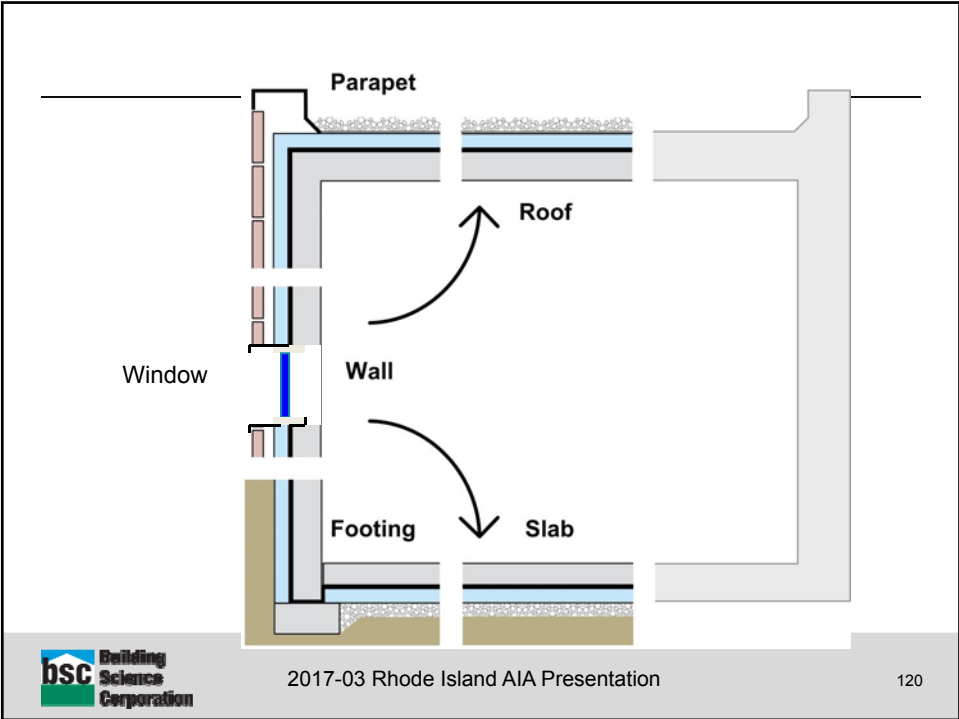 Parapet
Roof
Window
Wall
Footing
Slab
bsc
Building
Science
Corporation
2017-03 Rhode Island AIA Presentation
120